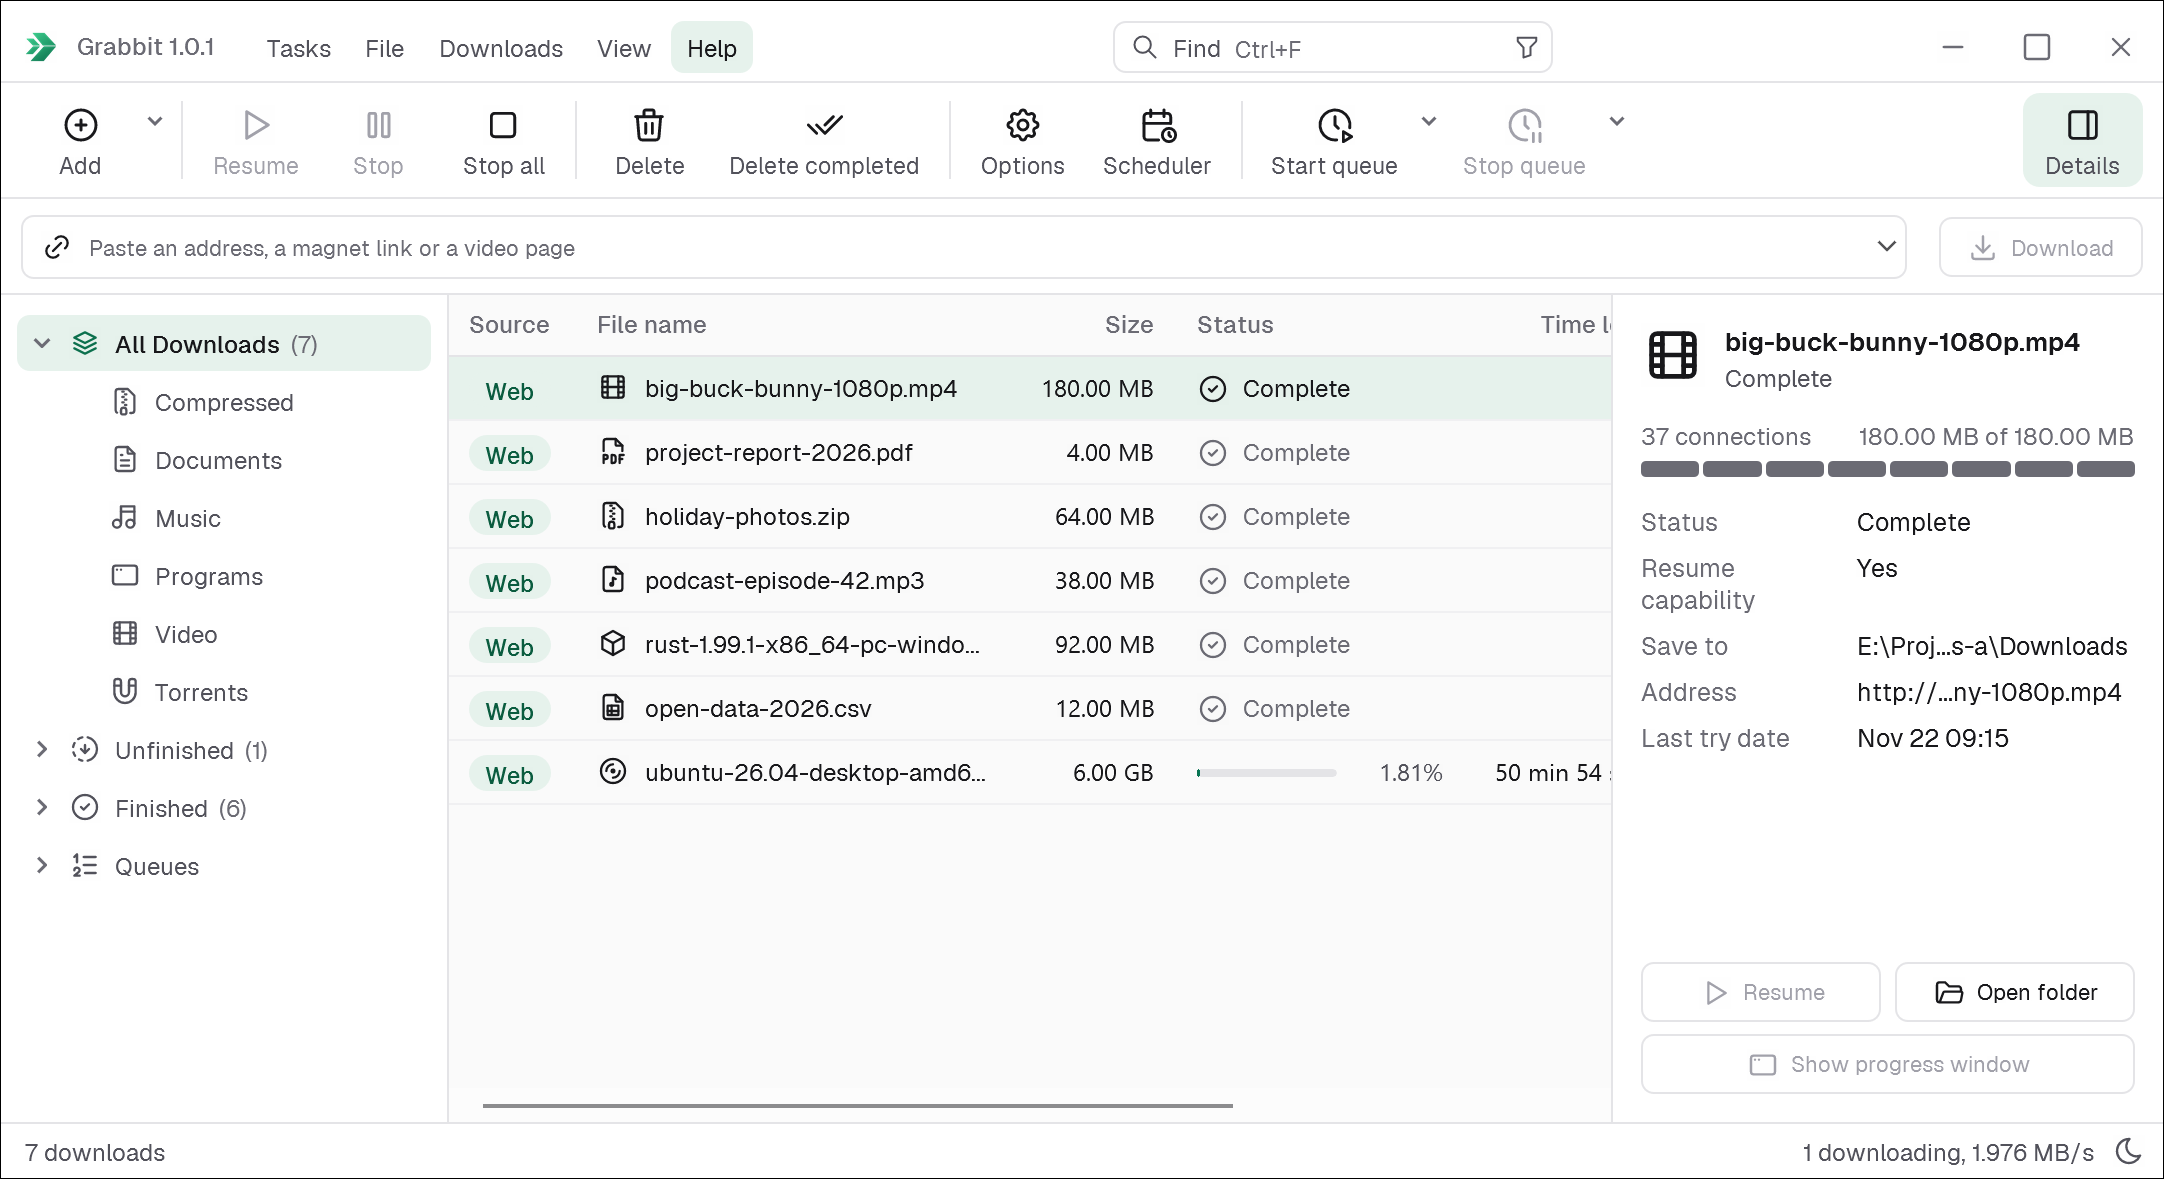 Grabbit 1.0.1 Tasks File Downloads View Help Find Ctrl+F
Add Resume Stop Stop all Delete Delete completed Options Scheduler Start queue Stop queue Details
Paste an address, a magnet link or a video page Download
All Downloads (7)
Compressed
Documents
Music
Programs
Video
Torrents
Unfinished (1)
Finished (6)
Queues
Source File name Size Status Time l
Web big-buck-bunny-1080p.mp4 180.00 MB Complete
Web project-report-2026.pdf 4.00 MB Complete
Web holiday-photos.zip 64.00 MB Complete
Web podcast-episode-42.mp3 38.00 MB Complete
Web rust-1.99.1-x86_64-pc-windo... 92.00 MB Complete
Web open-data-2026.csv 12.00 MB Complete
Web ubuntu-26.04-desktop-amd6... 6.00 GB 1.81% 50 min 54
big-buck-bunny-1080p.mp4
Complete
37 connections 180.00 MB of 180.00 MB
Status Complete
Resume capability Yes
Save to E:\Proj...s-a\Downloads
Address http://...ny-1080p.mp4
Last try date Nov 22 09:15
Resume Open folder
Show progress window
7 downloads 1 downloading, 1.976 MB/s